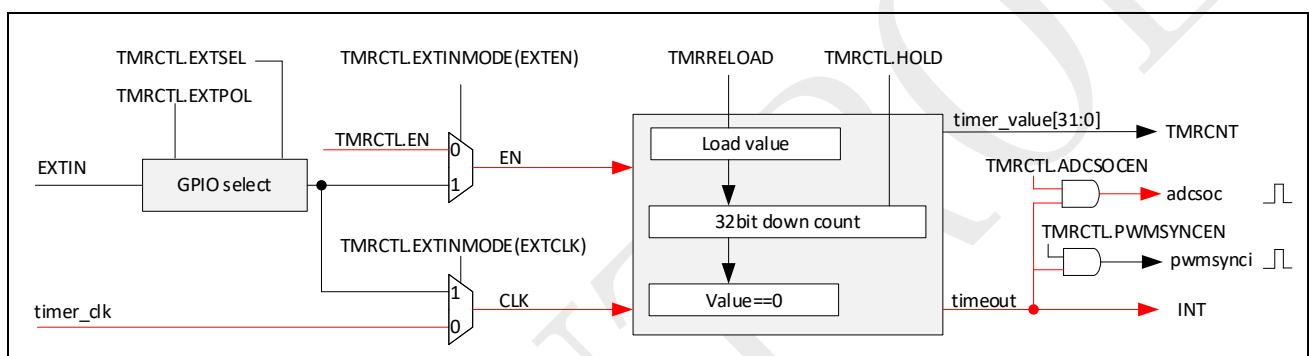 TMRCTL.EXTSEL
TMRCTL.EXTPOL
EXTIN
GPIO select
TMRCTL.EXTINMODE(EXTEN)
TMRCTL.EN
0
1
EN
TMRCTL.EXTINMODE(EXTCLK)
1
0
CLK
timer_clk
TMRRELOAD
TMRCTL.HOLD
Load value
32bit down count
Value==0
timer_value[31:0]
TMRCNT
TMRCTL.ADCSOCEN
adcsoc
TMRCTL.PWMSYNCEN
pwmsynci
timeout
INT